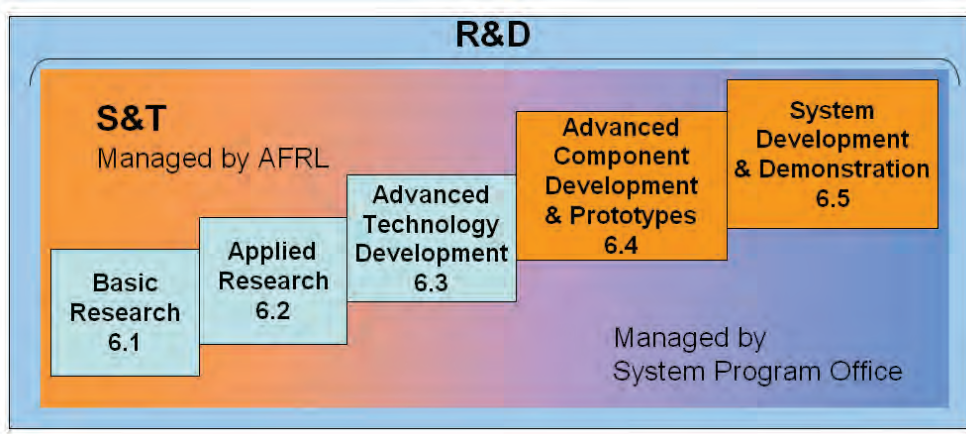 R&D
S&T
Managed by AFRL
Basic
Research
6.1
Applied
Research
6.2
Advanced
Technology
Development
6.3
Advanced
Component
Development
& Prototypes
6.4
System
Development
& Demonstration
6.5
Managed by
System Program Office